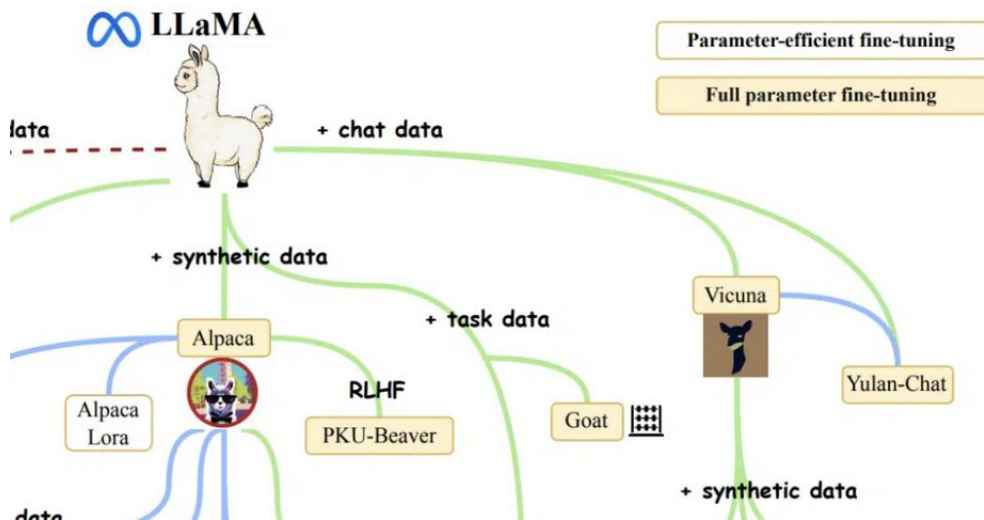 LLaMA
Parameter-efficient fine-tuning
Full parameter fine-tuning
data
+ chat data
+ synthetic data
Vicuna
+ task data
Alpaca
Yulan-Chat
RLHF
Alpaca
Lora
Goat
PKU-Beaver
+ synthetic data
data